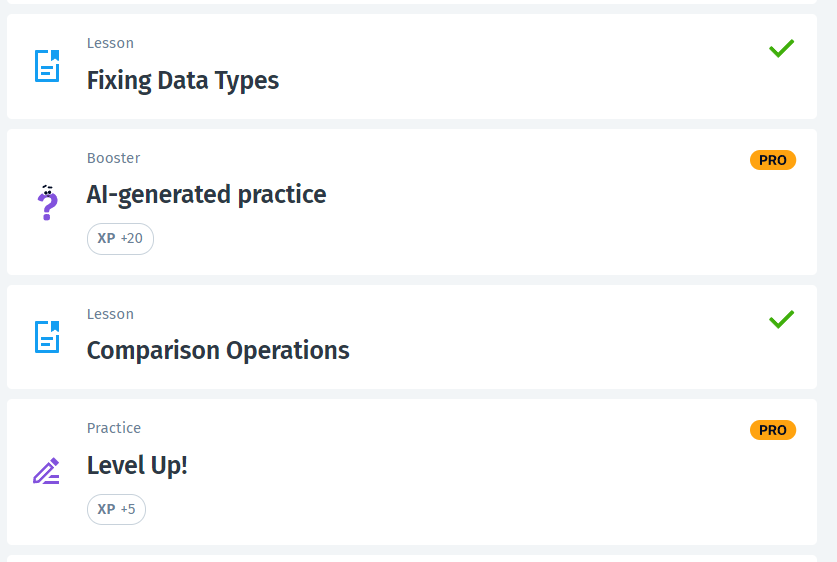 Lesson
Fixing Data Types
Booster
PRO
AI-generated practice
XP +20
Lesson
Comparison Operations
Practice
PRO
Level Up!
XP +5